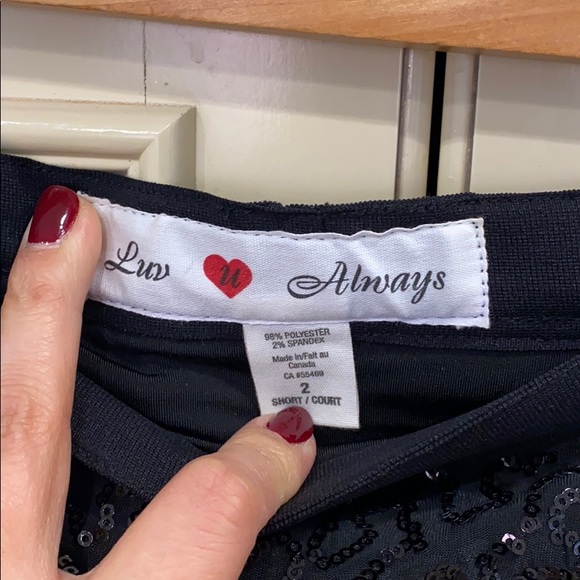 Luv u Always
98% POLYESTER
2% SPANDEX
Made in/Fait au
Canada
CA #55469
2
SHORT / COURT